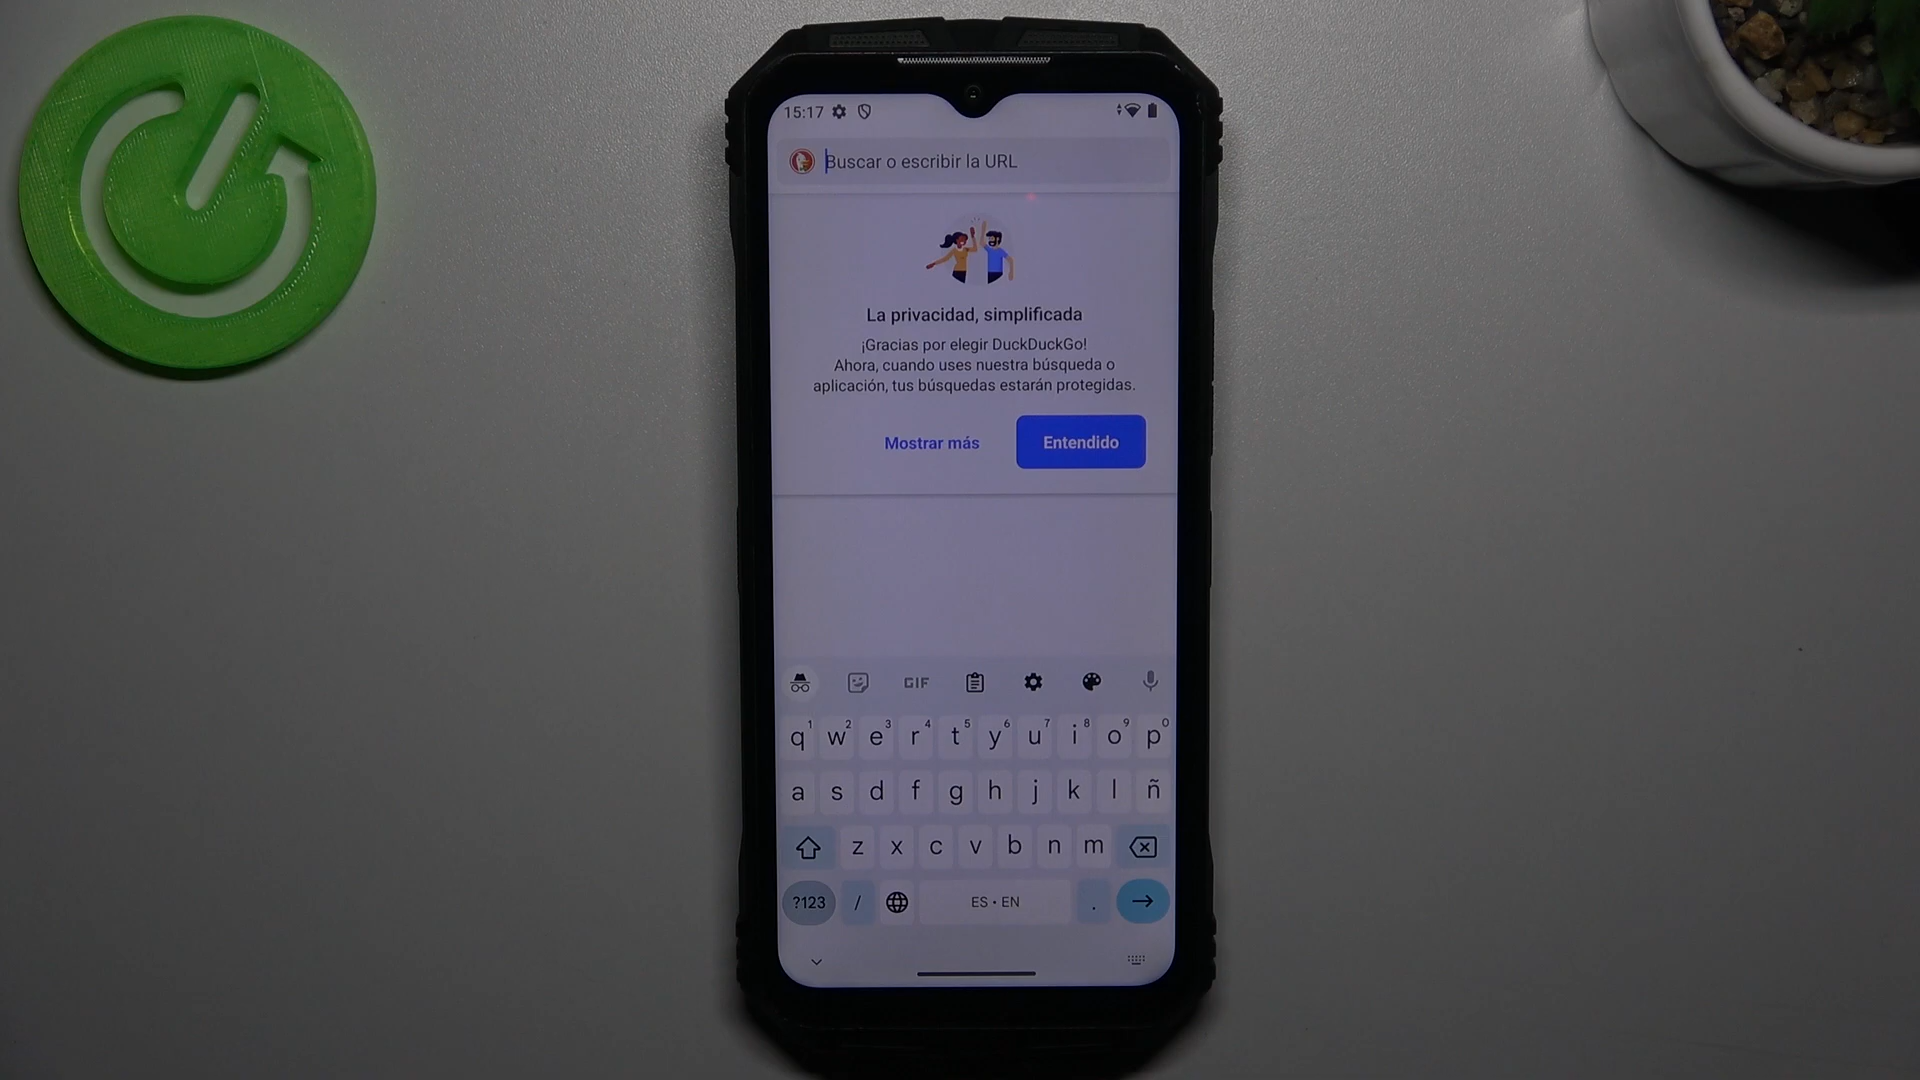 15:17
Buscar o escribir la URL
La privacidad, simplificada
¡Gracias por elegir DuckDuckGo!
Ahora, cuando uses nuestra búsqueda o
aplicación, tus búsquedas estarán protegidas.
Mostrar más
Entendido
GIF
q1 w2 e3 r4 t5 y6 u7 i8 o9 p0
a s d f g h j k l ñ
z x c v b n m
?123 / ES • EN .